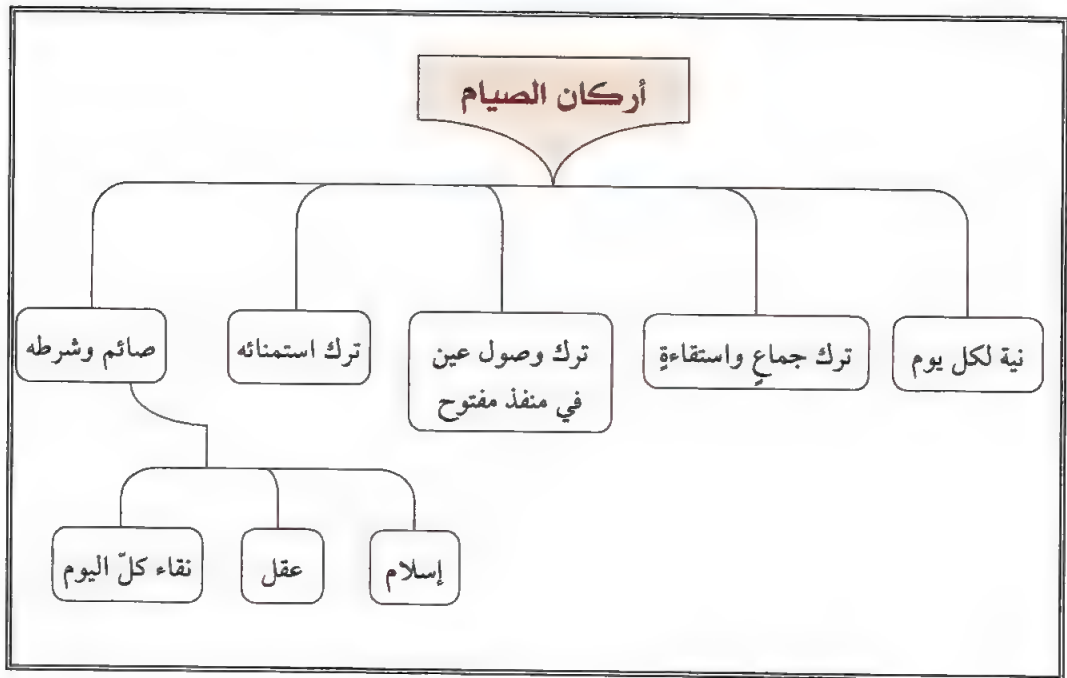 أركان الصيام
نية لكل يوم
ترك جماعٍ واستقاءةٍ
ترك وصول عين
في منفذ مفتوح
ترك استمنائه
صائم وشرطه
إسلام
عقل
نقاء كلّ اليوم